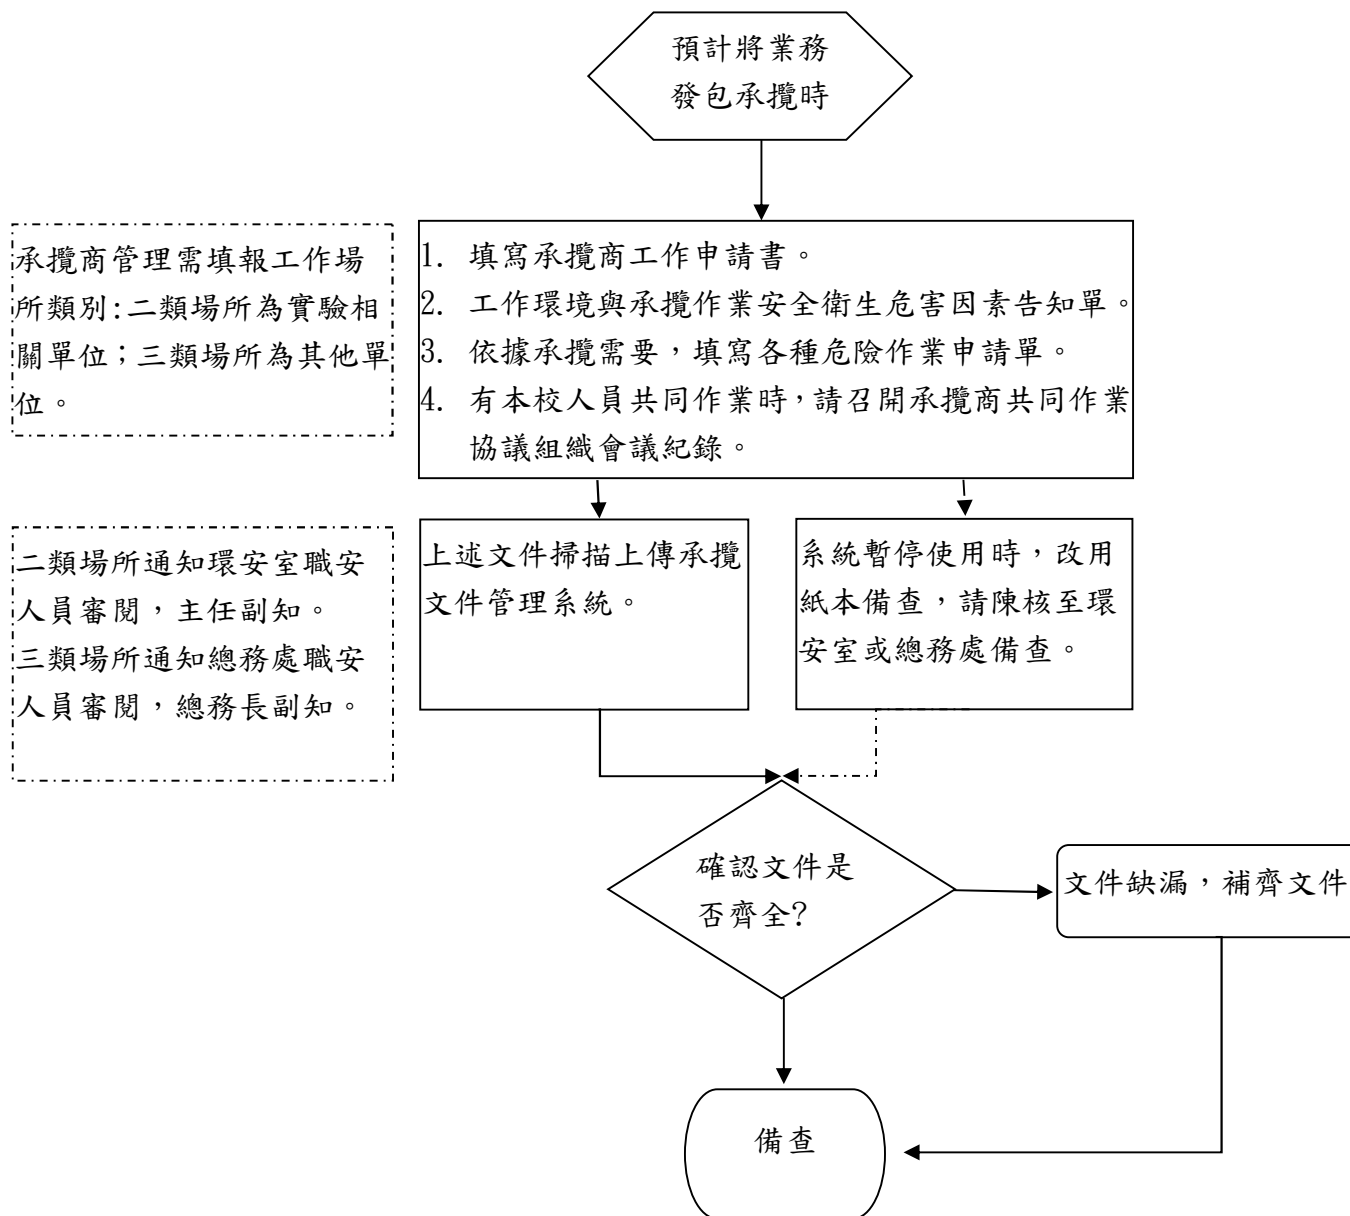 預計將業務
發包承攬時
承攬商管理需填報工作場
所類別:二類場所為實驗相
關單位；三類場所為其他單
位。
1. 填寫承攬商工作申請書。
2. 工作環境與承攬作業安全衛生危害因素告知單。
3. 依據承攬需要，填寫各種危險作業申請單。
4. 有本校人員共同作業時，請召開承攬商共同作業
協議組織會議紀錄。
二類場所通知環安室職安
人員審閱，主任副知。
三類場所通知總務處職安
人員審閱，總務長副知。
上述文件掃描上傳承攬
文件管理系統。
系統暫停使用時，改用
紙本備查，請陳核至環
安室或總務處備查。
確認文件是
否齊全?
文件缺漏，補齊文件
備查